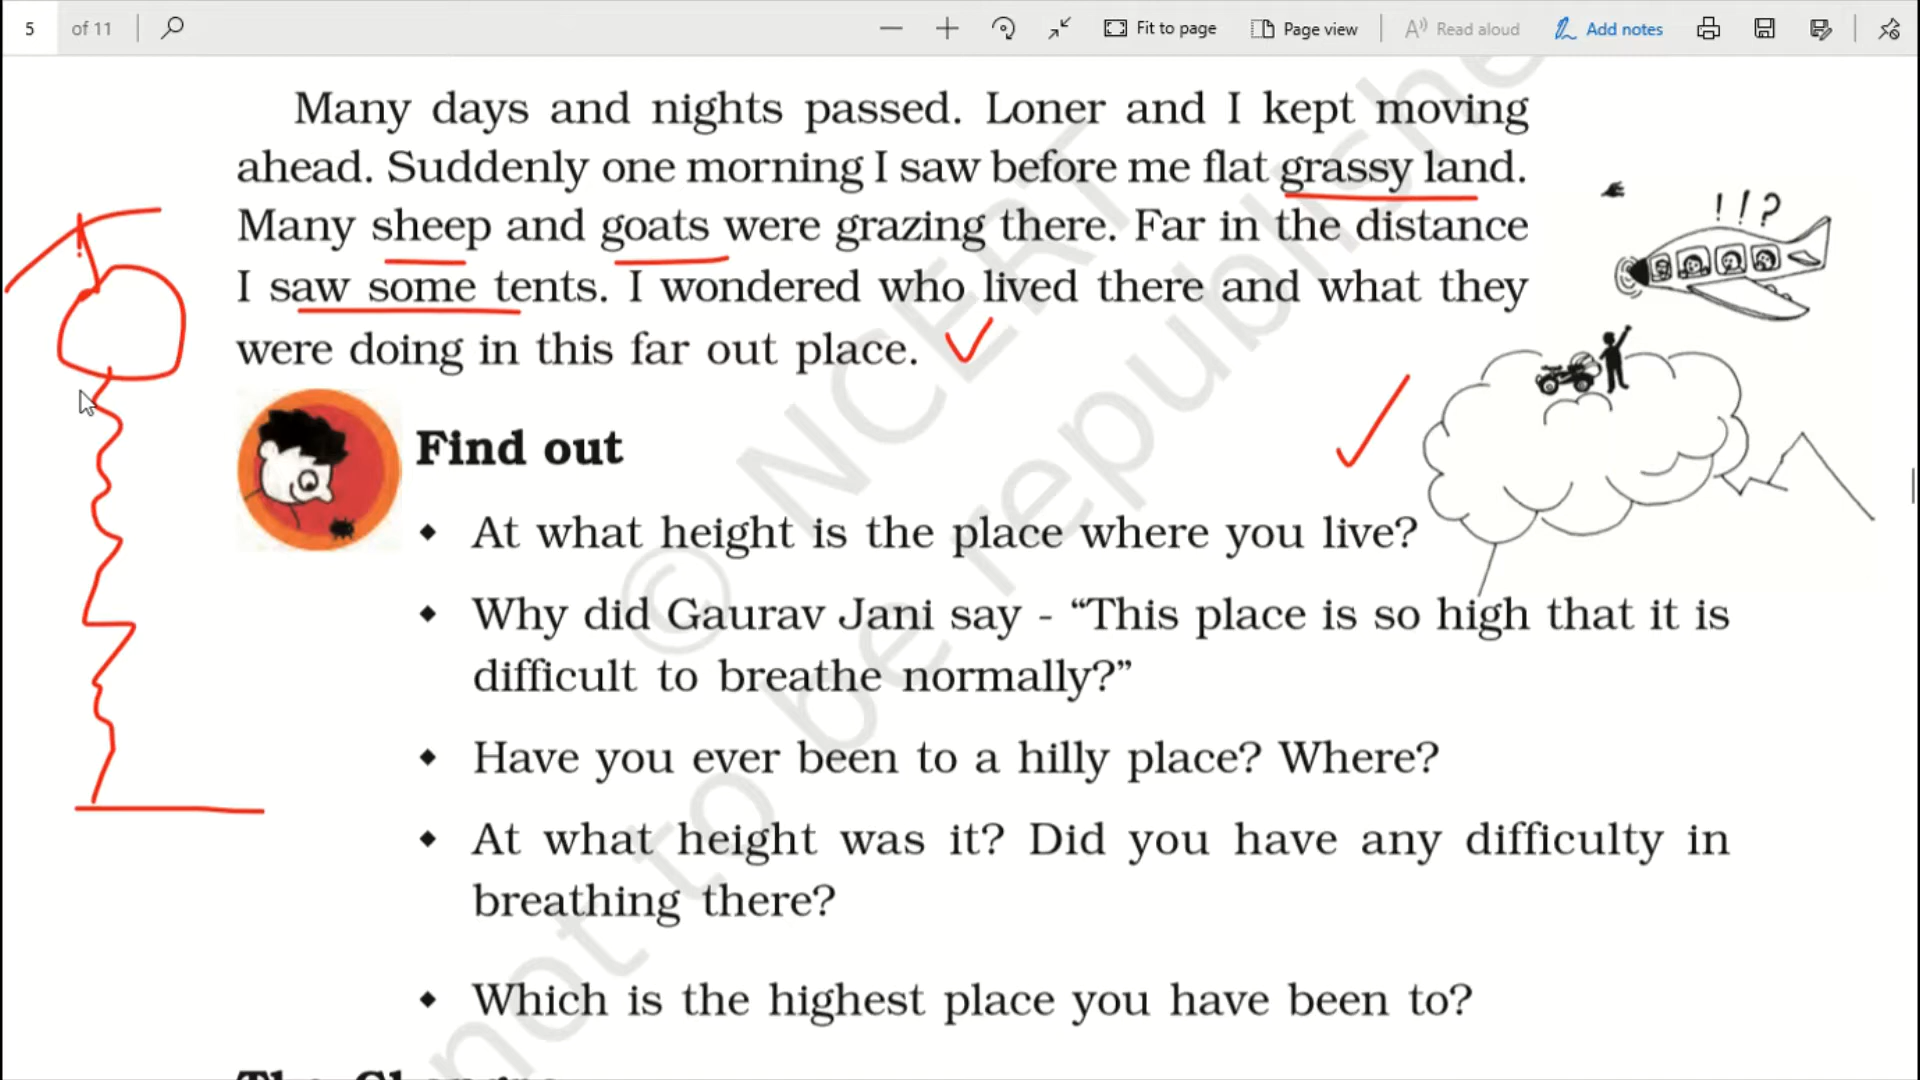 5 of 11 Fit to page Page view Read aloud Add notes
Many days and nights passed. Loner and I kept moving
ahead. Suddenly one morning I saw before me flat grassy land.
Many sheep and goats were grazing there. Far in the distance
I saw some tents. I wondered who lived there and what they
were doing in this far out place.
!!?
Find out
⬥ At what height is the place where you live?
⬥ Why did Gaurav Jani say - “This place is so high that it is
difficult to breathe normally?”
⬥ Have you ever been to a hilly place? Where?
⬥ At what height was it? Did you have any difficulty in
breathing there?
⬥ Which is the highest place you have been to?
© NCERT
not to be republishe